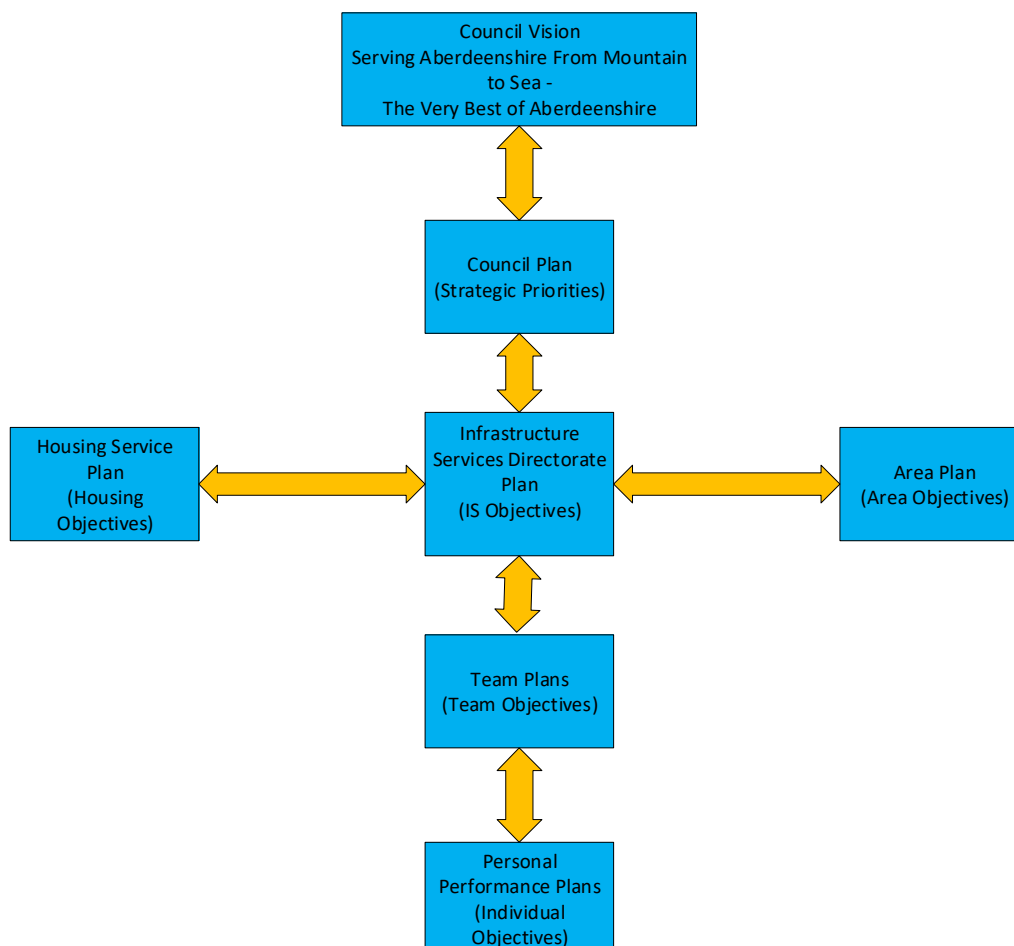 Council Vision
Serving Aberdeenshire From Mountain
to Sea -
The Very Best of Aberdeenshire
Council Plan
(Strategic Priorities)
Housing Service
Plan
(Housing
Objectives)
Infrastructure
Services Directorate
Plan
(IS Objectives)
Area Plan
(Area Objectives)
Team Plans
(Team Objectives)
Personal
Performance Plans
(Individual
Objectives)